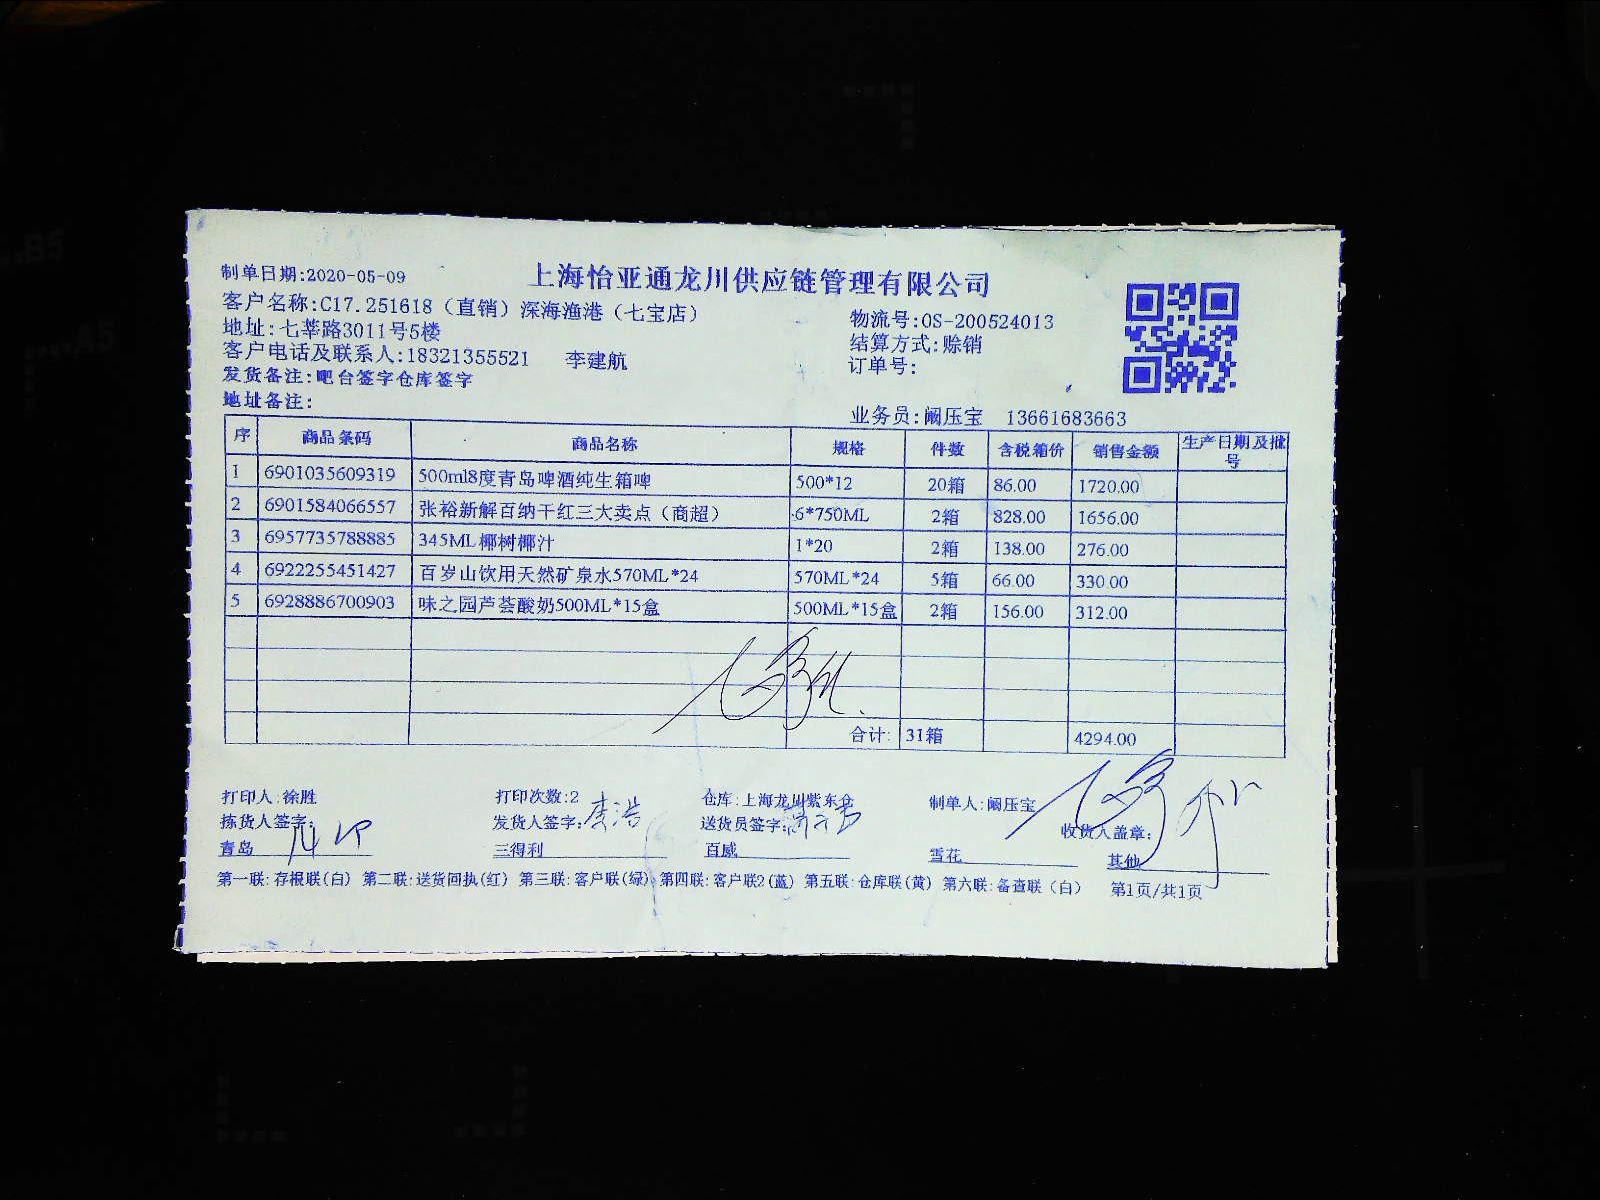 上海怡亚通龙川供应链管理有限公司
制单日期:2020-05-09
客户名称:C17.251618（直销）深海渔港（七宝店）
物流号:OS-200524013
地址:七莘路3011号5楼
结算方式:赊销
客户电话及联系人:18321355521 李建航
订单号:
发货备注:吧台签字仓库签字
地址备注:
业务员:阚压宝 13661683663
序 商品条码 商品名称 规格 件数 含税箱价 销售金额 生产日期及批号
1 6901035609319 500ml8度青岛啤酒纯生箱啤 500*12 20箱 86.00 1720.00
2 6901584066557 张裕新解百纳干红三大卖点（商超） 6*750ML 2箱 828.00 1656.00
3 6957735788885 345ML椰树椰汁 1*20 2箱 138.00 276.00
4 6922255451427 百岁山饮用天然矿泉水570ML*24 570ML*24 5箱 66.00 330.00
5 6928886700903 味之园芦荟酸奶500ML*15盒 500ML*15盒 2箱 156.00 312.00
合计: 31箱 4294.00
打印人:徐胜 打印次数:2 仓库:上海龙川紫东仓 制单人:阚压宝
拣货人签字: 发货人签字:李浩 送货员签字: 收货人盖章:
青岛 三得利 百威 雪花 其他
第一联:存根联(白) 第二联:送货回执(红) 第三联:客户联(绿) 第四联:客户联2(蓝) 第五联:仓库联(黄) 第六联:备查联（白） 第1页/共1页